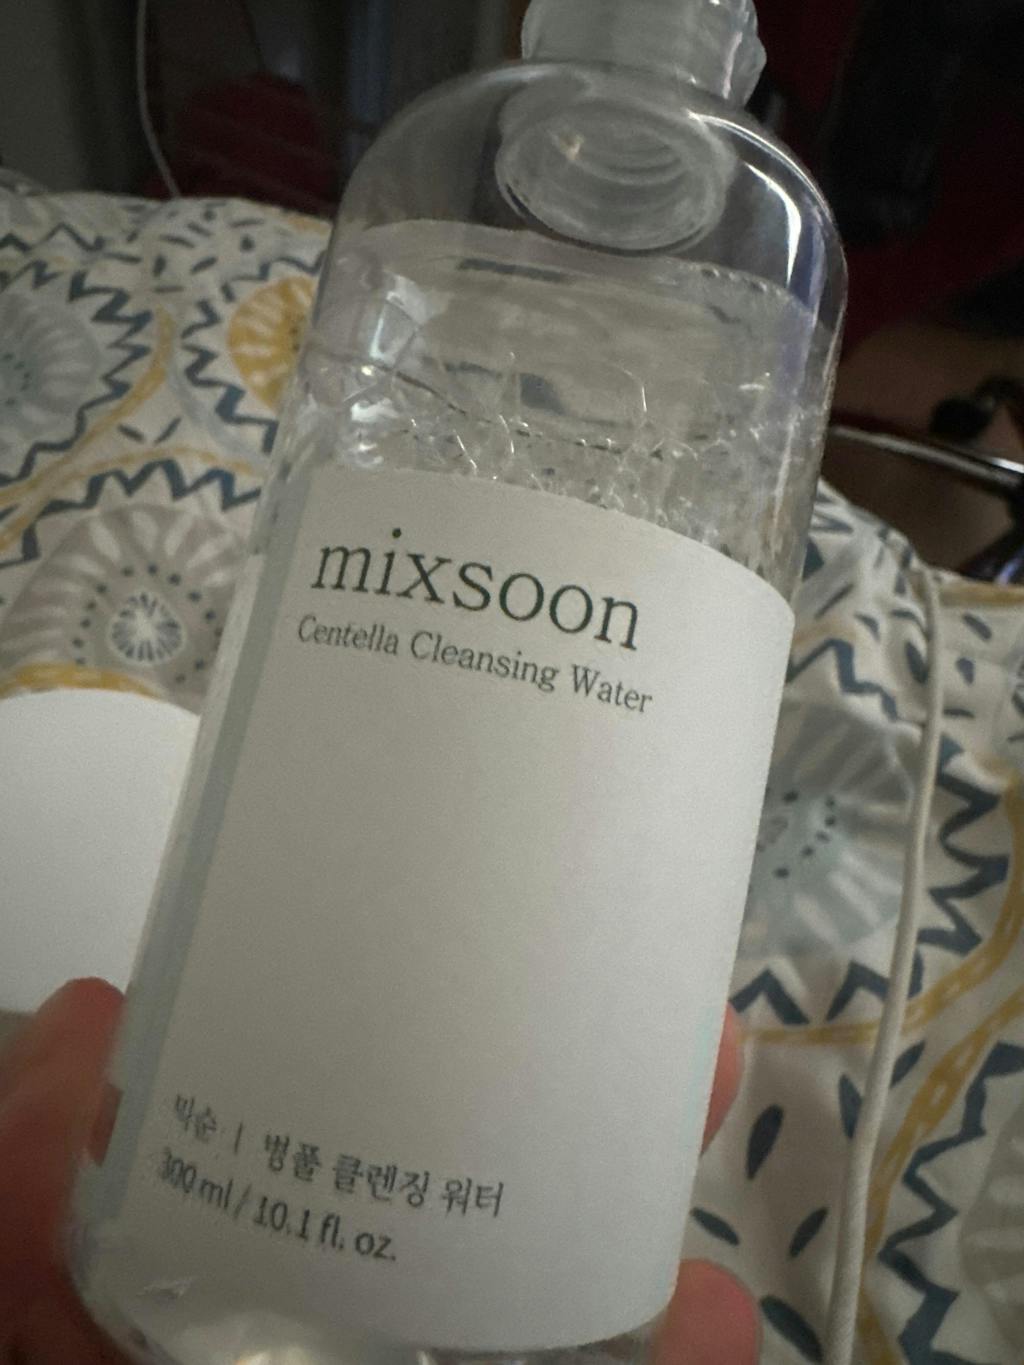 mixsoon
Centella Cleansing Water
믹순 | 병풀 클렌징 워터
300 ml / 10.1 fl. oz.